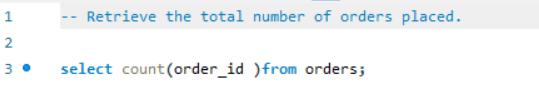 1 -- Retrieve the total number of orders placed.
2
3 select count(order_id )from orders;